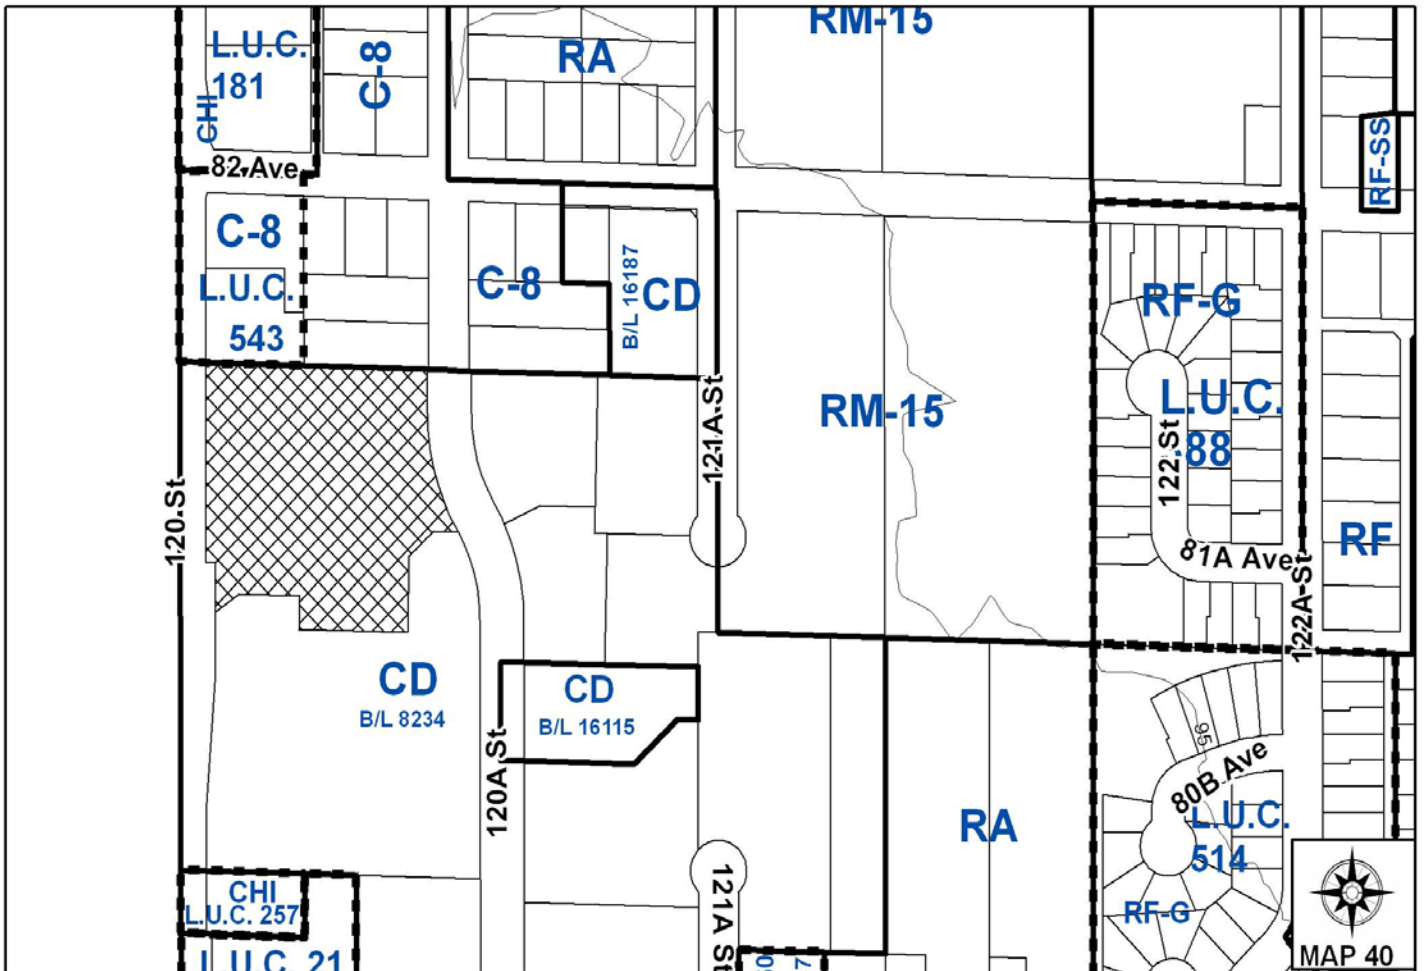 RM-15
L.U.C.
181
CHI
C-8
RA
RF-SS
82 Ave
C-8
L.U.C.
543
C-8
B/L 16187
CD
RF-G
L.U.C.
88
RM-15
121A St
122 St
120 St
81A Ave
RF
122A St
CD
B/L 8234
CD
B/L 16115
120A St
95
80B Ave
L.U.C.
514
RA
RF-G
CHI
L.U.C. 257
121A St
L.U.C. 21
7
MAP 40